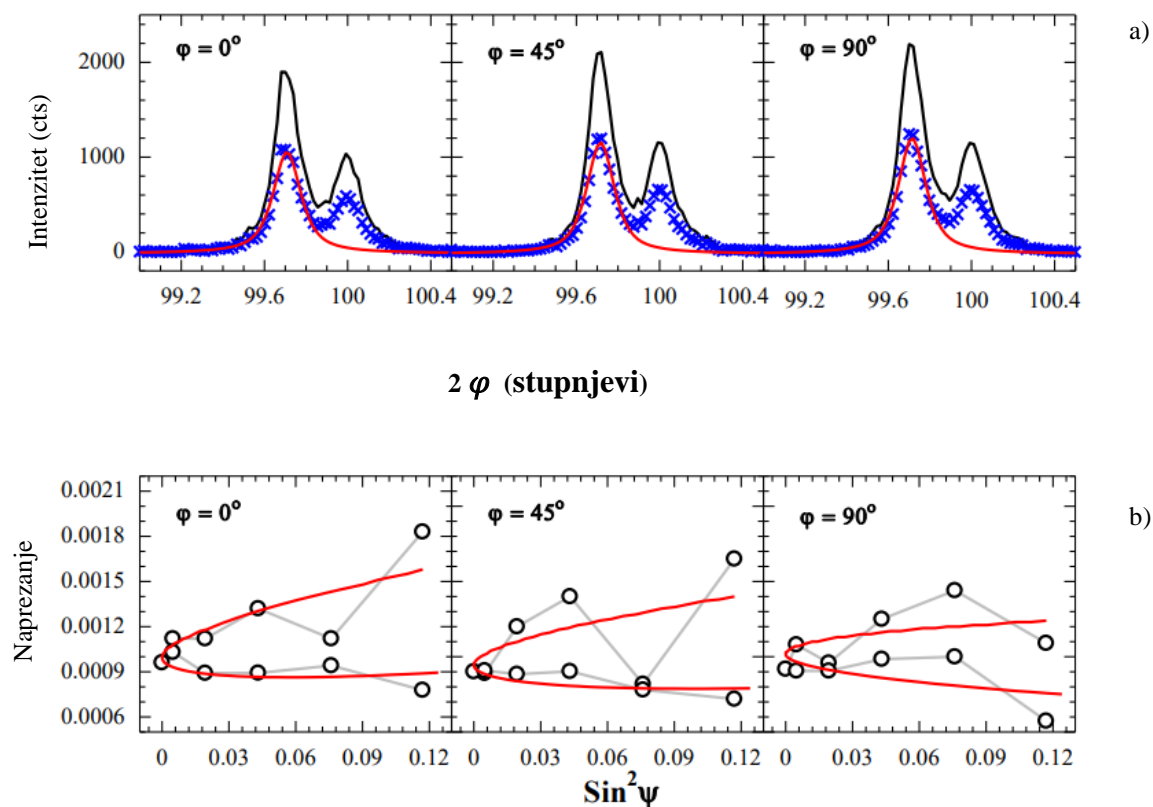 a)
Intenzitet (cts)
2000
1000
0
φ = 0°
φ = 45°
φ = 90°
99.2 99.6 100 100.4 99.2 99.6 100 100.4 99.2 99.6 100 100.4
2 φ (stupnjevi)
b)
Naprezanje
0.0021
0.0018
0.0015
0.0012
0.0009
0.0006
φ = 0°
φ = 45°
φ = 90°
0 0.03 0.06 0.09 0.12 0 0.03 0.06 0.09 0.12 0 0.03 0.06 0.09 0.12
Sin²ψ